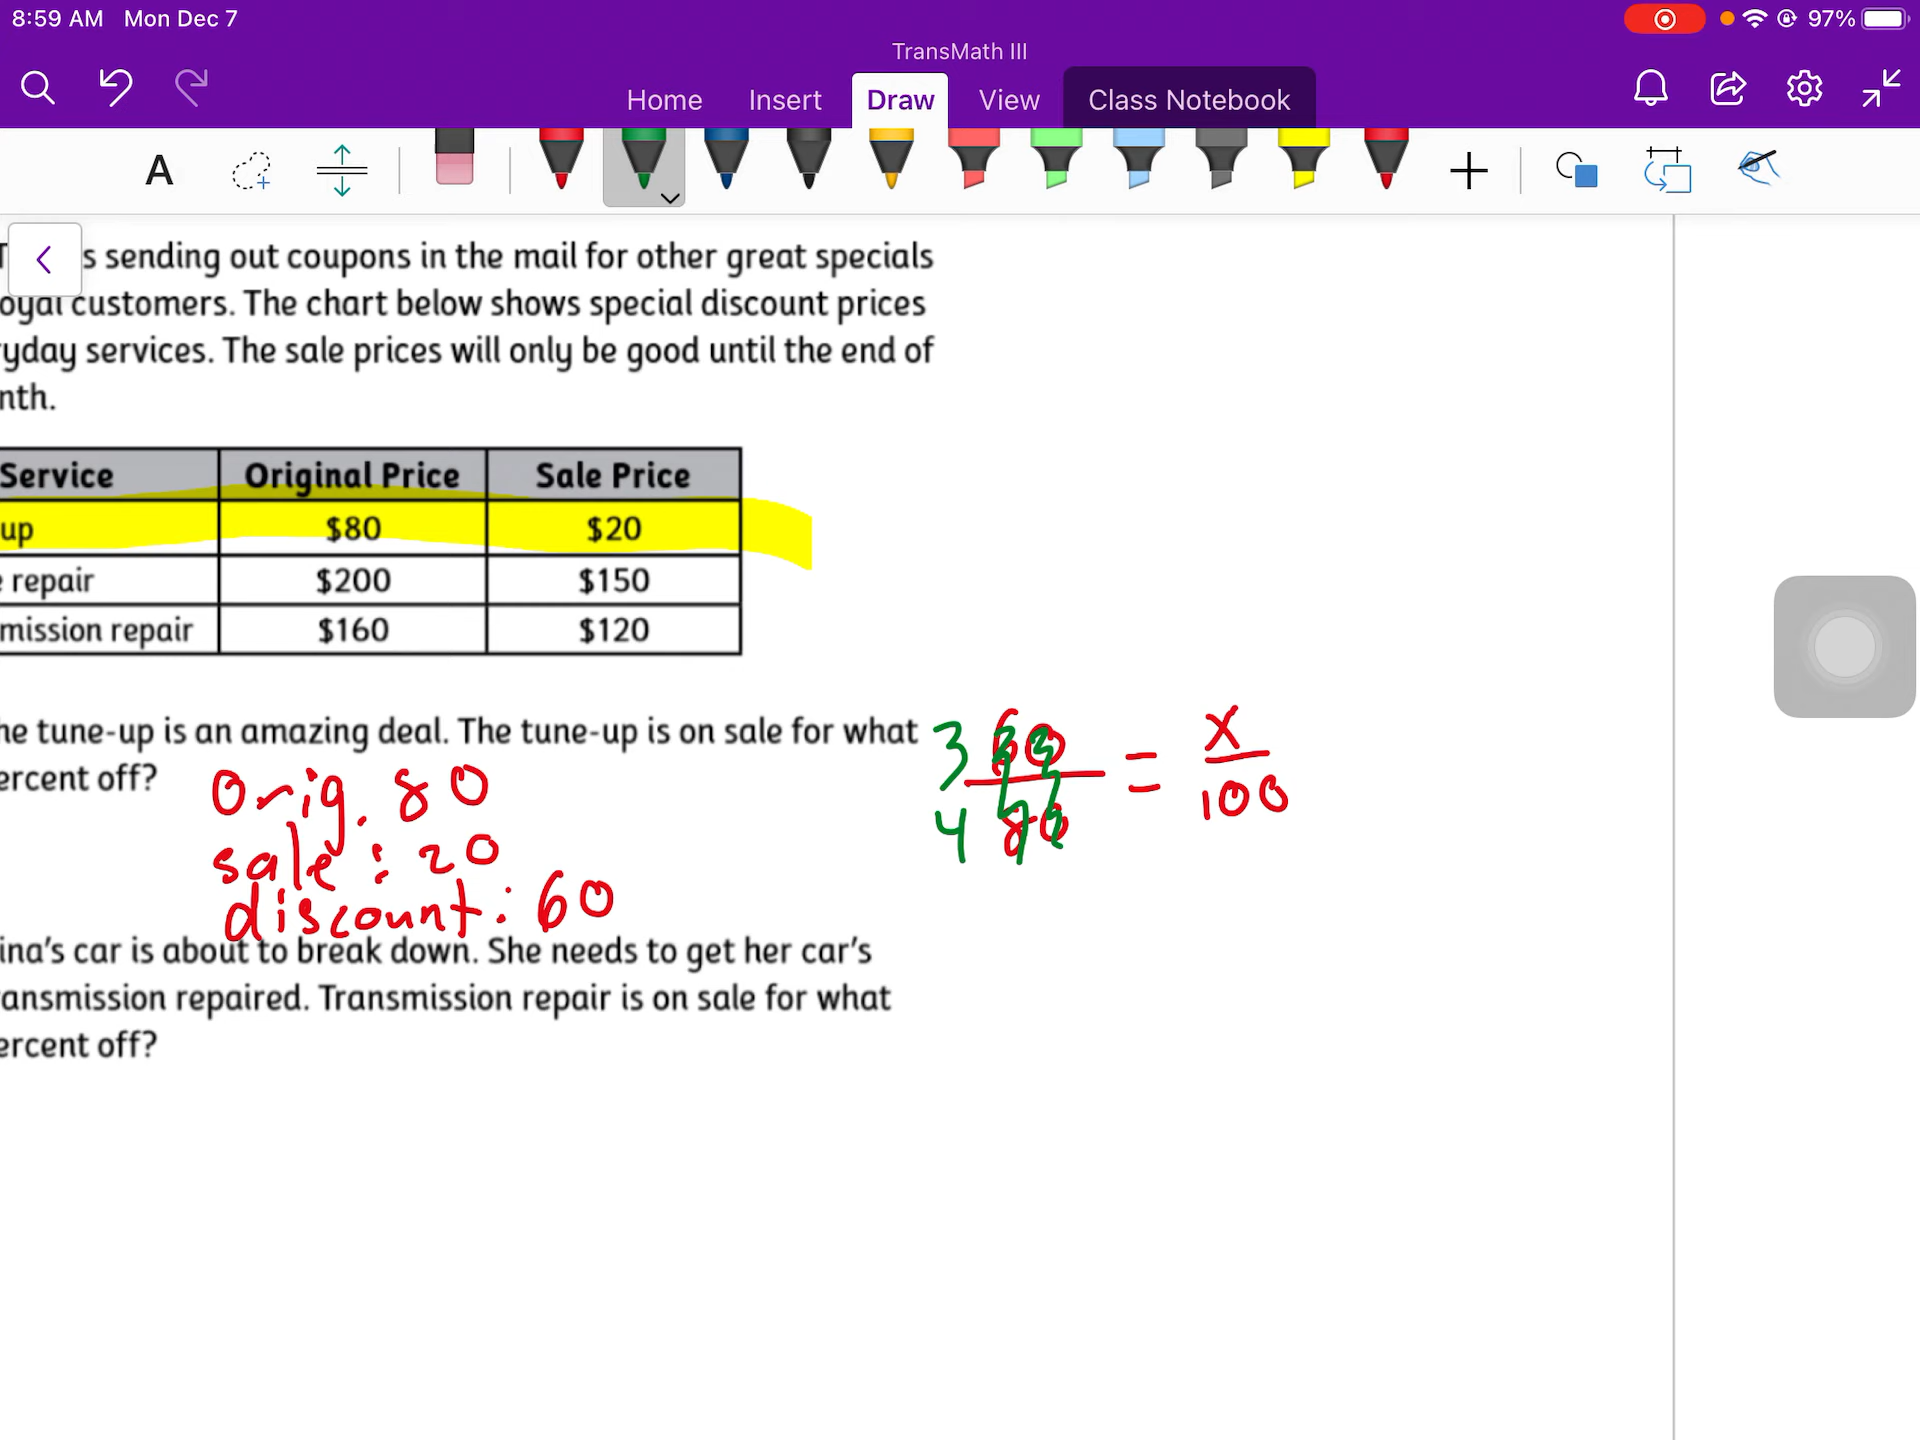 8:59 AM Mon Dec 7
97%
TransMath III
Home Insert Draw View Class Notebook
A
s sending out coupons in the mail for other great specials
oyal customers. The chart below shows special discount prices
ryday services. The sale prices will only be good until the end of
nth.
Service Original Price Sale Price
up $80 $20
repair $200 $150
mission repair $160 $120
he tune-up is an amazing deal. The tune-up is on sale for what
ercent off?
3 60 = x
4 80 100
Orig. 80
sale: 20
discount: 60
ina's car is about to break down. She needs to get her car's
ansmission repaired. Transmission repair is on sale for what
ercent off?